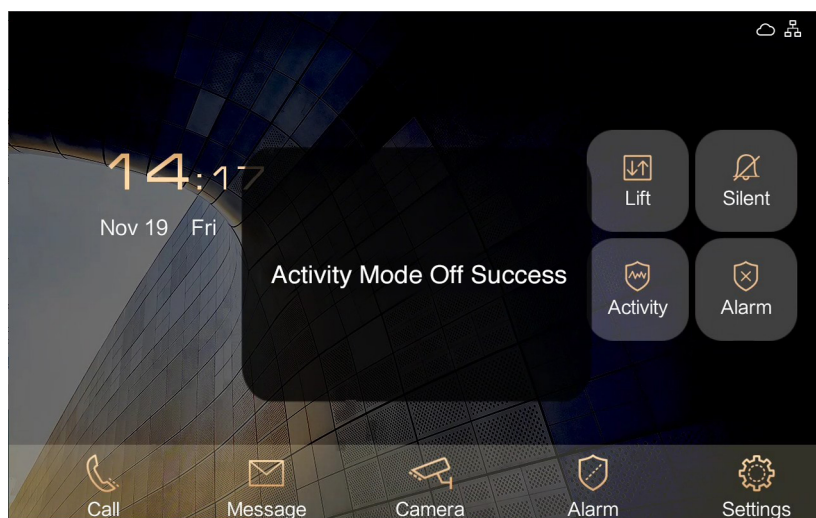 14:17
Nov 19 Fri
Activity Mode Off Success
Lift
Silent
Activity
Alarm
Call
Message
Camera
Alarm
Settings